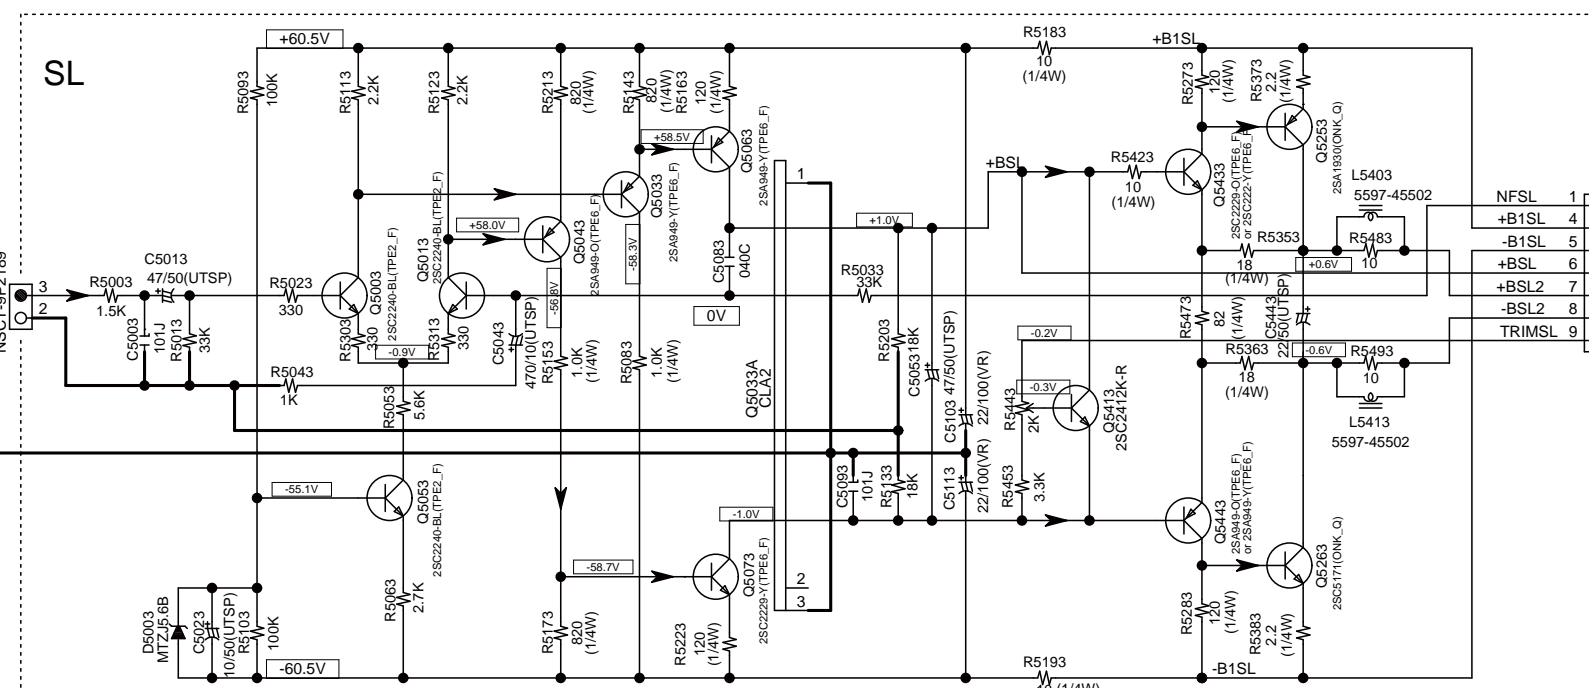 SL
+60.5V
R5093
100K
R5113
2.2K
R5123
2.2K
R5213
820
(1/4W)
R5143
820
(1/4W)
R5163
120
(1/4W)
R5183
10
(1/4W)
+B1SL
R5273
120
(1/4W)
R5373
2.2
(1/4W)
+58.5V
Q5063
2SA949-Y(TPE6_F)
Q5033
2SA949-Y(TPE6_F)
Q5043
2SA949-O(TPE6_F)
+58.0V
Q5013
2SC2240-BL(TPE2_F)
Q5003
2SC2240-BL(TPE2_F)
-56.8V
-58.3V
+BSL
R5423
10
(1/4W)
Q5433
2SC2229-O(TPE6_F)
or 2SC222-Y(TPE6_F)
Q5253
2SA1930(ONK_Q)
L5403
5597-45502
1
+1.0V
C5083
040C
R5353
18
(1/4W)
R5483
10
+0.6V
NFSL 1
+B1SL 4
-B1SL 5
+BSL 6
+BSL2 7
-BSL2 8
TRIMSL 9
3
2
R5003
1.5K
C5013
47/50(UTSP)
C5003
101J
R5013
33K
R5023
330
R5303
330
-0.9V
R5313
330
C5043
470/10(UTSP)
R5043
1K
R5053
5.6K
R5153
1.0K
(1/4W)
R5083
1.0K
(1/4W)
0V
R5033
33K
Q5033A
CLA2
R5203
18K
C5053
47/50(UTSP)
C5103
22/100(VR)
C5113
22/100(VR)
-0.2V
-0.3V
R5443
2K
Q5413
2SC2412K-R
R5453
3.3K
R5473
82
(1/4W)
C5443
22/50(UTSP)
R5363
18
(1/4W)
-0.6V
R5493
10
L5413
5597-45502
-55.1V
Q5053
2SC2240-BL(TPE2_F)
R5063
2.7K
D5003
MTZJ5.6B
C5023
10/50(UTSP)
R5103
100K
-60.5V
C5093
101J
R5133
18K
-1.0V
-58.7V
Q5073
2SC2229-Y(TPE6_F)
2
3
R5173
820
(1/4W)
R5223
120
(1/4W)
Q5443
2SA949-O(TPE6_F)
or 2SA949-Y(TPE6_F)
Q5263
2SC5171(ONK_Q)
R5283
120
(1/4W)
R5383
2.2
(1/4W)
R5193
-B1SL